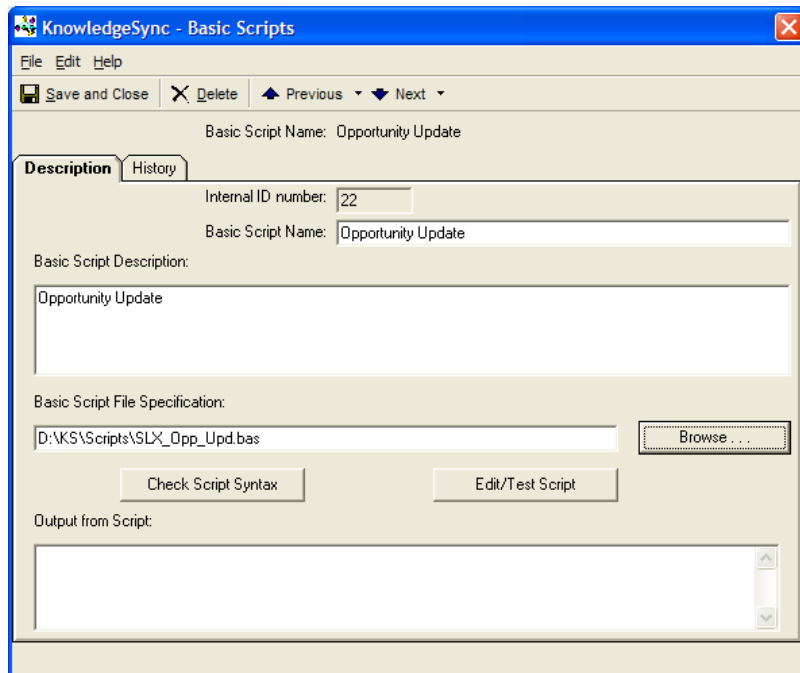 KnowledgeSync - Basic Scripts
File Edit Help
Save and Close Delete Previous Next
Basic Script Name: Opportunity Update
Description History
Internal ID number: 22
Basic Script Name: Opportunity Update
Basic Script Description:
Opportunity Update
Basic Script File Specification:
D:\KS\Scripts\SLX_Opp_Upd.bas Browse . . .
Check Script Syntax Edit/Test Script
Output from Script: